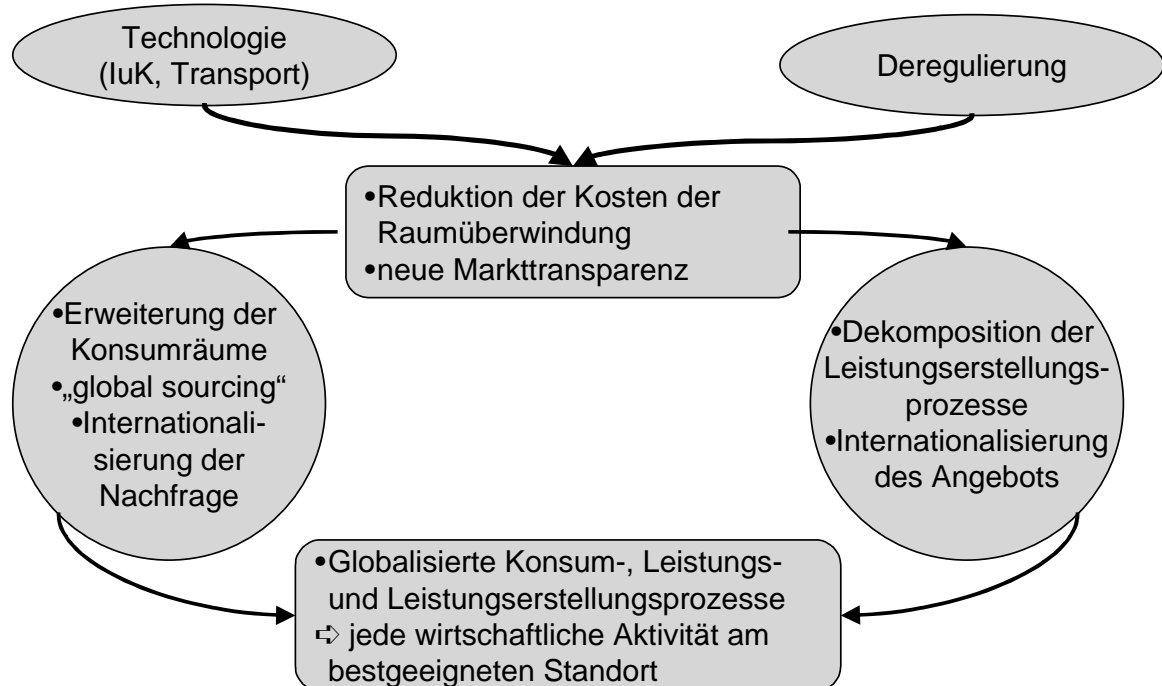 Technologie
(IuK, Transport)
Deregulierung
•Reduktion der Kosten der
Raumüberwindung
•neue Markttransparenz
•Erweiterung der
Konsumräume
•„global sourcing“
•Internationali-
sierung der
Nachfrage
•Dekomposition der
Leistungserstellungs-
prozesse
•Internationalisierung
des Angebots
•Globalisierte Konsum-, Leistungs-
und Leistungserstellungsprozesse
➪ jede wirtschaftliche Aktivität am
bestgeeigneten Standort